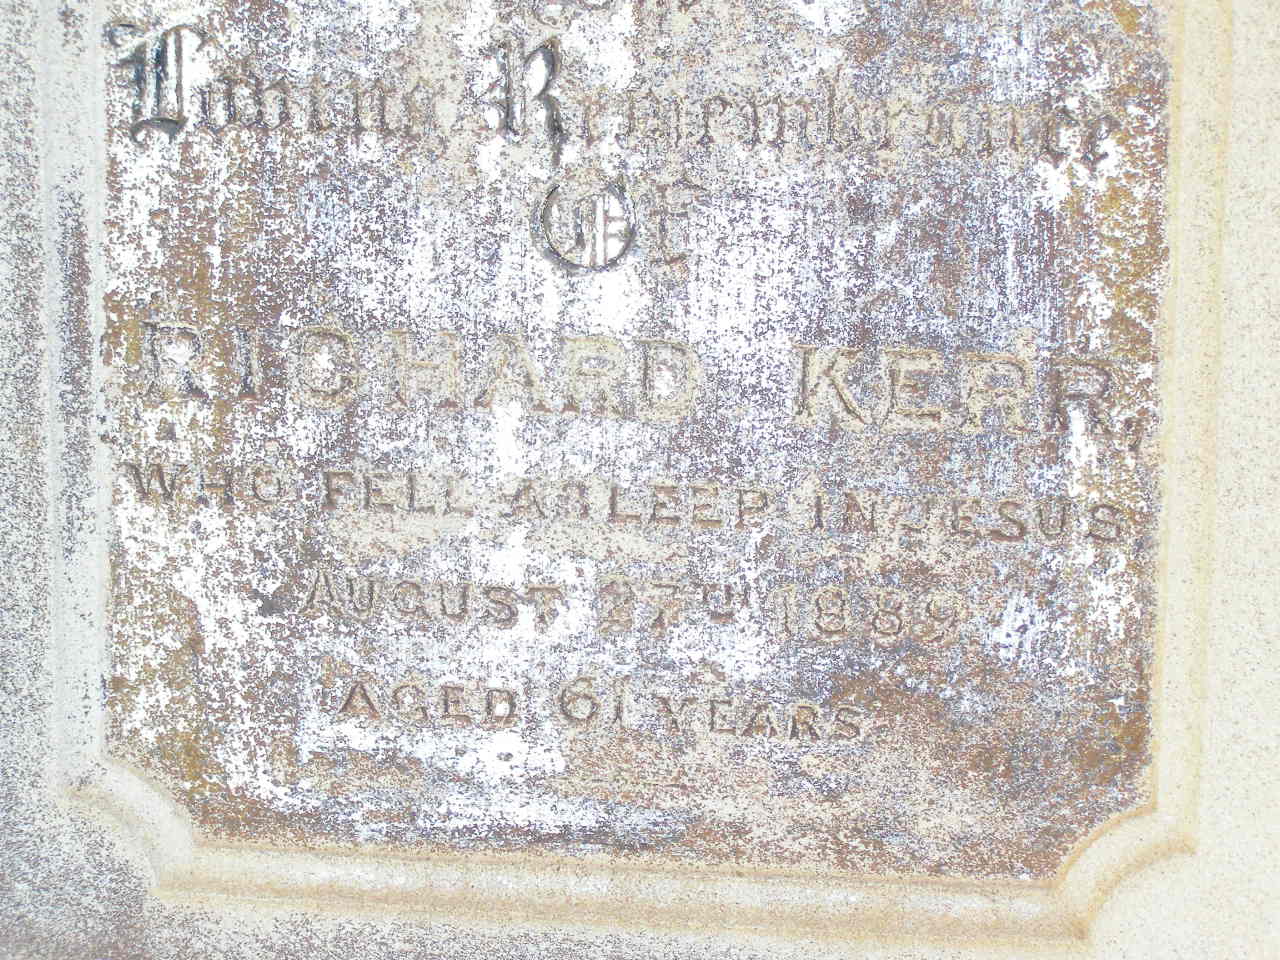 Loving Remembrance
Of
RICHARD KERR,
WHO FELL ASLEEP IN JESUS
AUGUST 27TH 1889
AGED 61 YEARS.